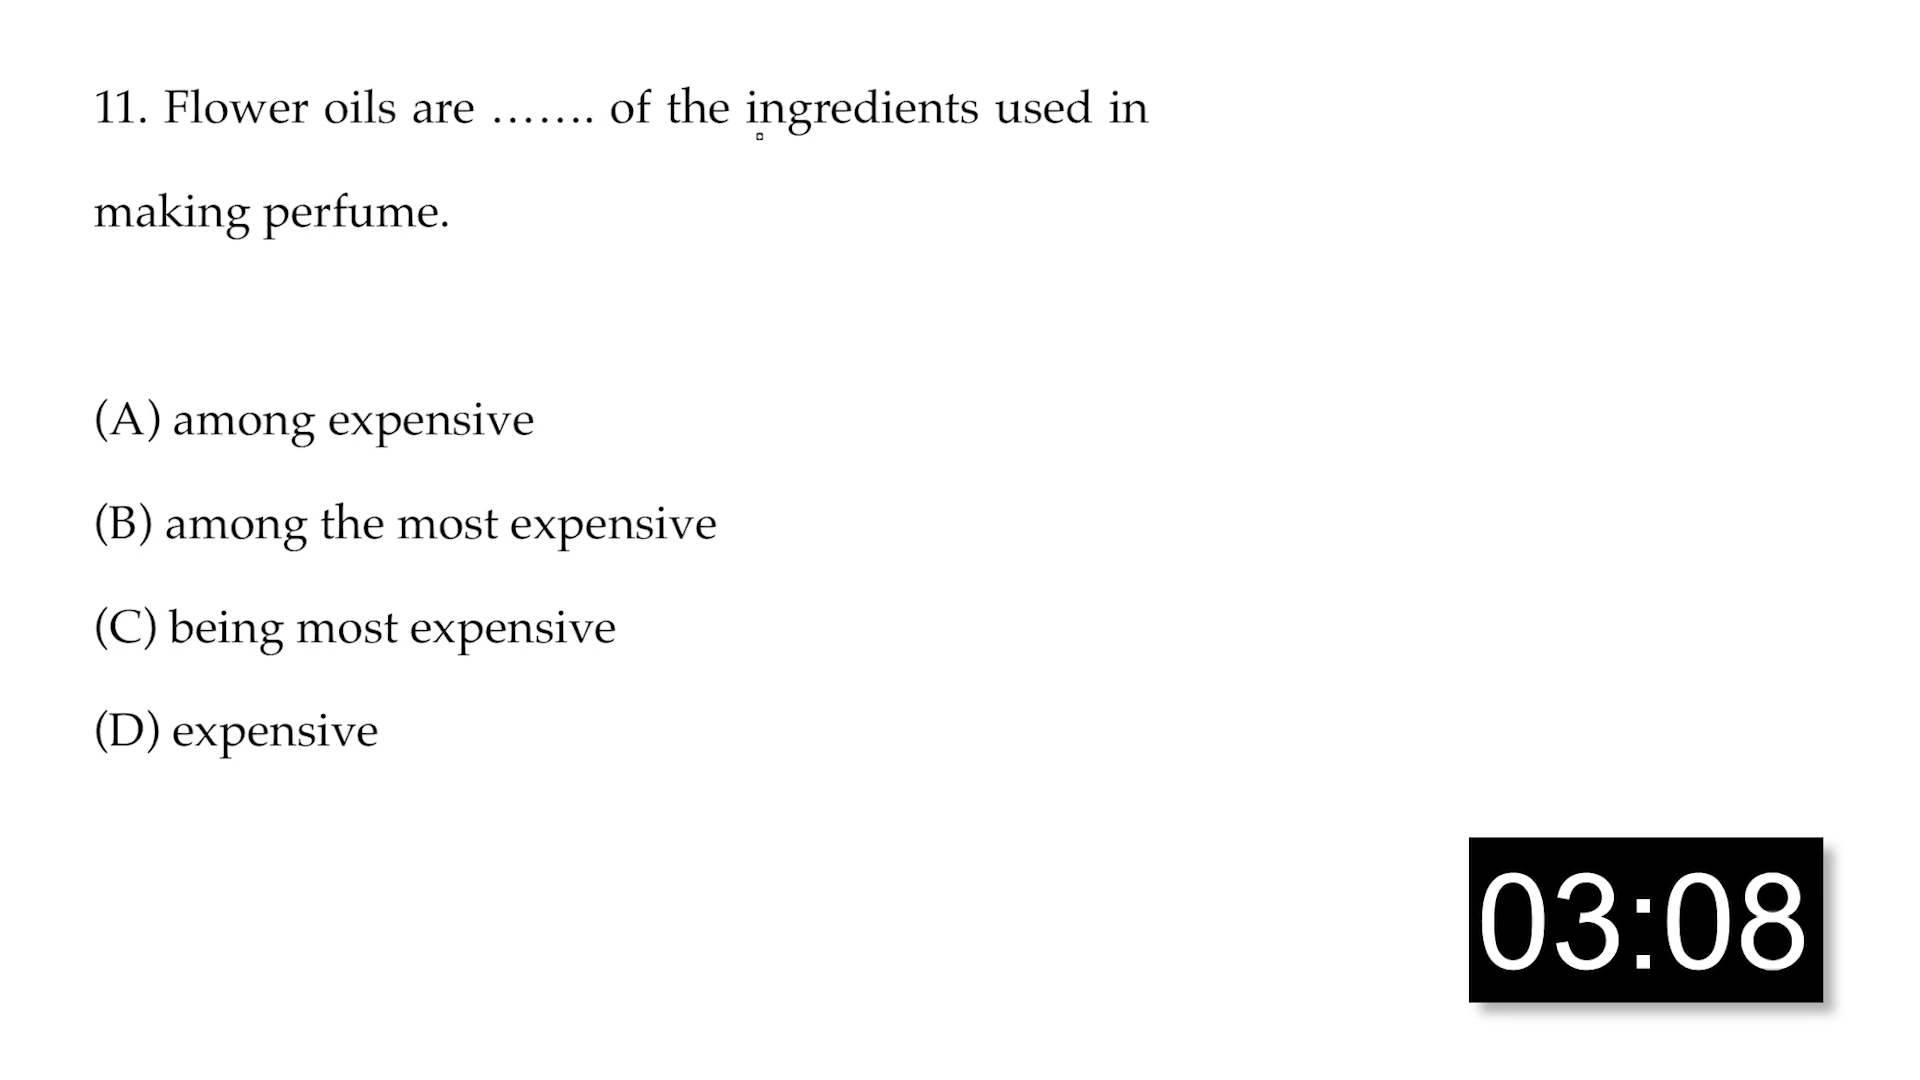 11. Flower oils are ....... of the ingredients used in
making perfume.
(A) among expensive
(B) among the most expensive
(C) being most expensive
(D) expensive
03:08